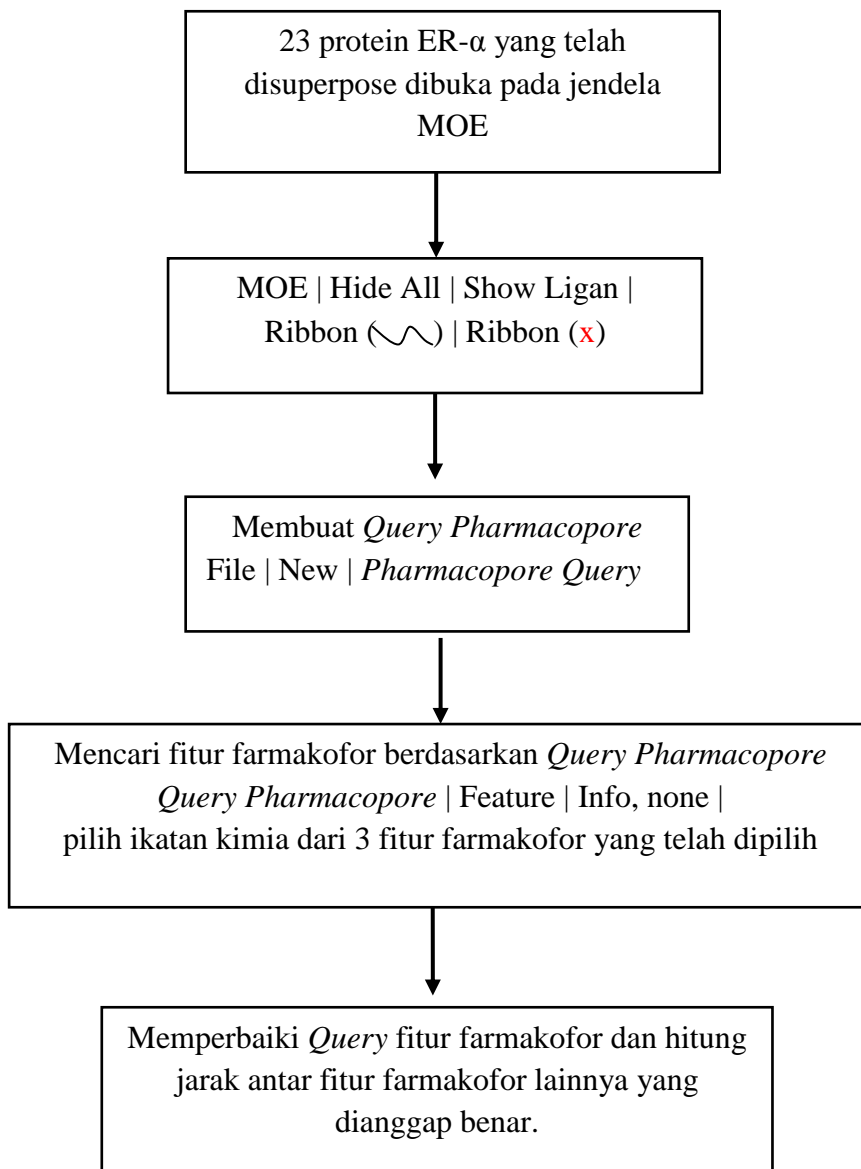 23 protein ER-α yang telah
disuperpose dibuka pada jendela
MOE
MOE | Hide All | Show Ligan |
Ribbon () | Ribbon (x)
Membuat Query Pharmacopore
File | New | Pharmacopore Query
Mencari fitur farmakofor berdasarkan Query Pharmacopore
Query Pharmacopore | Feature | Info, none |
pilih ikatan kimia dari 3 fitur farmakofor yang telah dipilih
Memperbaiki Query fitur farmakofor dan hitung
jarak antar fitur farmakofor lainnya yang
dianggap benar.